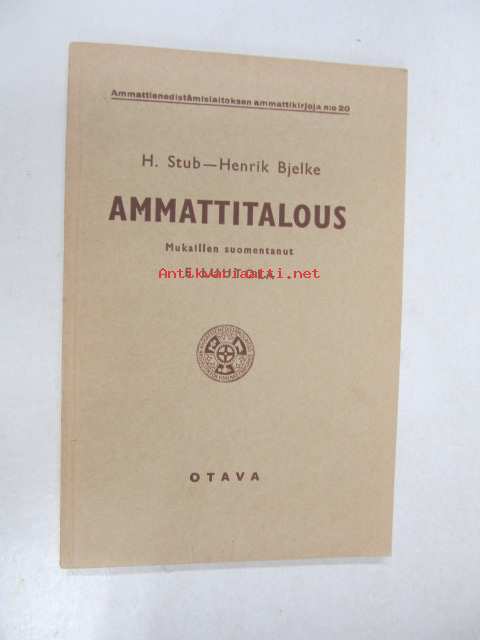 Ammattienedistämislaitoksen ammattikirjoja n:o 20
H. Stub—Henrik Bjelke
AMMATTITALOUS
Mukaillen suomentanut
Antikvariaatti.net
OTAVA